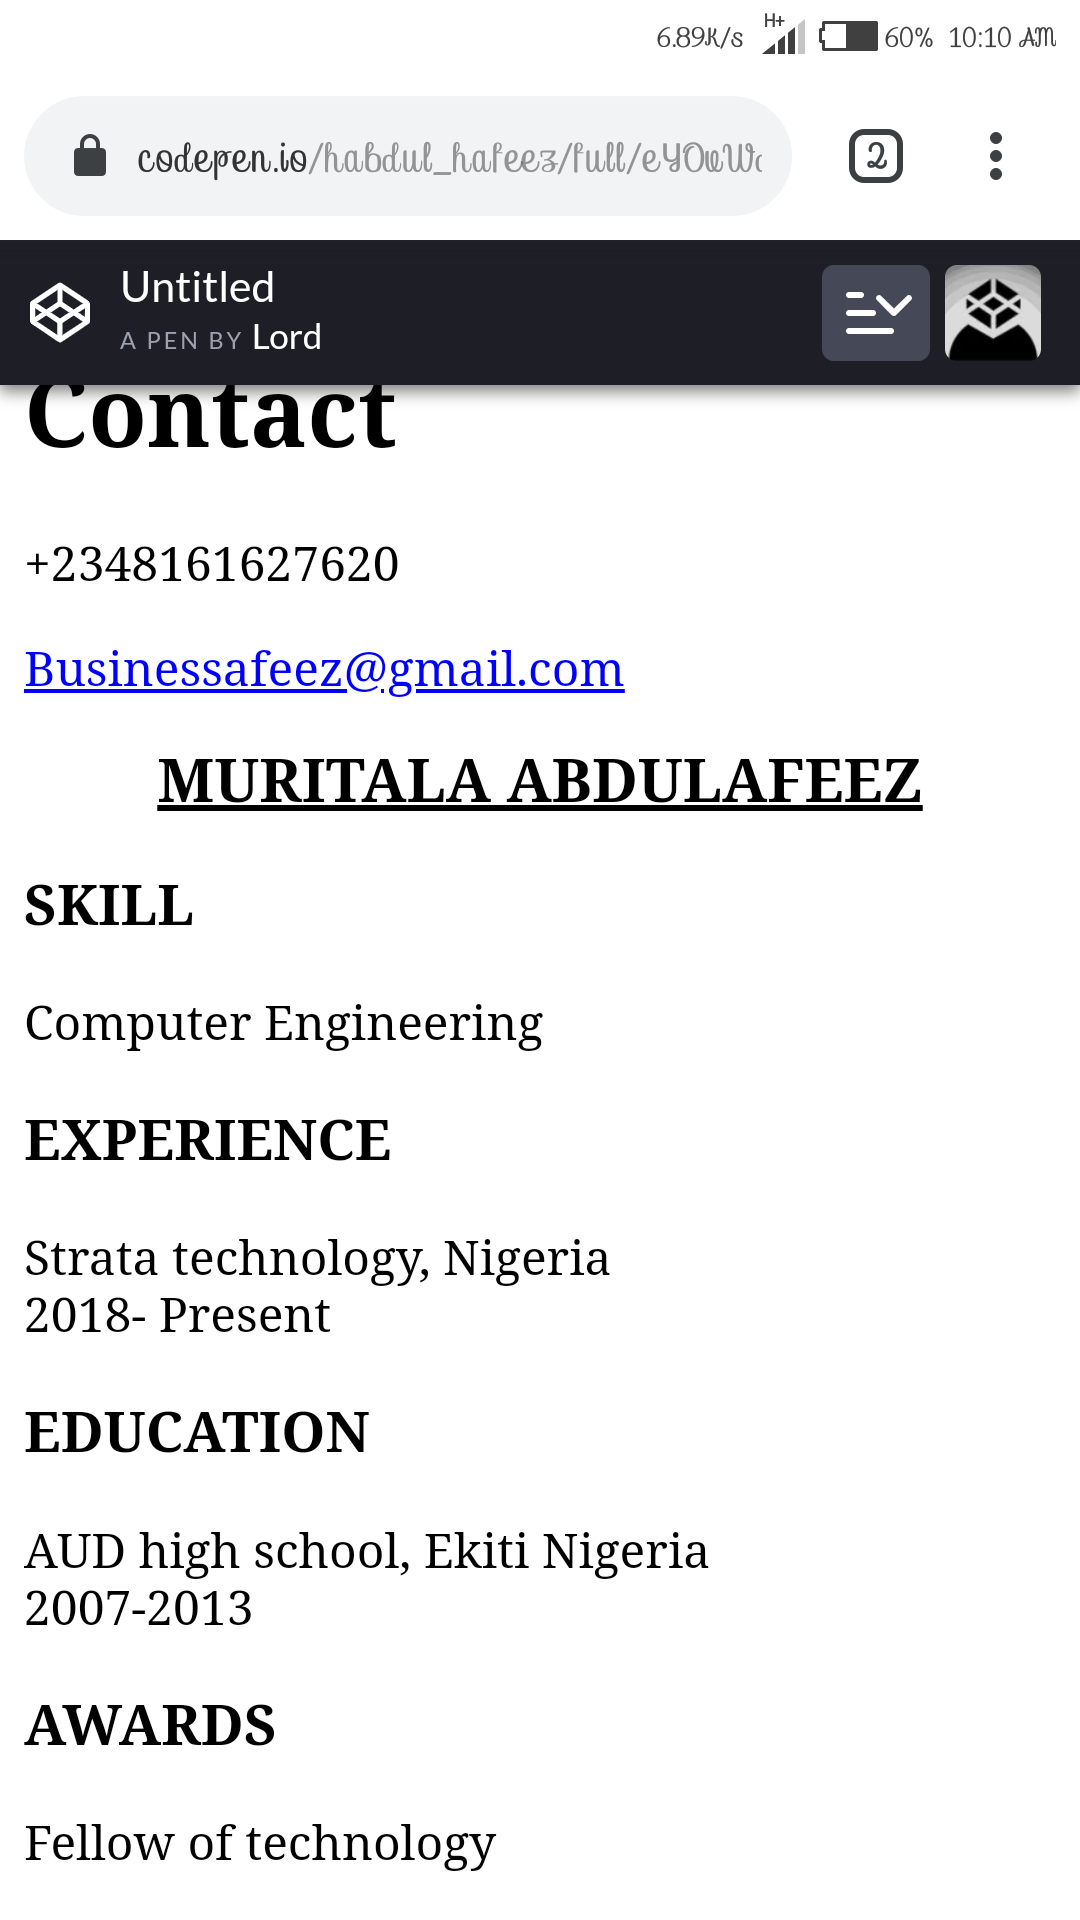 6.89K/s H+ 60% 10:10 AM
codepen.io/habdul_hafeez/full/eYOwW
2
Untitled
A PEN BY Lord
Contact
+2348161627620
Businessafeez@gmail.com
MURITALA ABDULAFEEZ
SKILL
Computer Engineering
EXPERIENCE
Strata technology, Nigeria
2018- Present
EDUCATION
AUD high school, Ekiti Nigeria
2007-2013
AWARDS
Fellow of technology